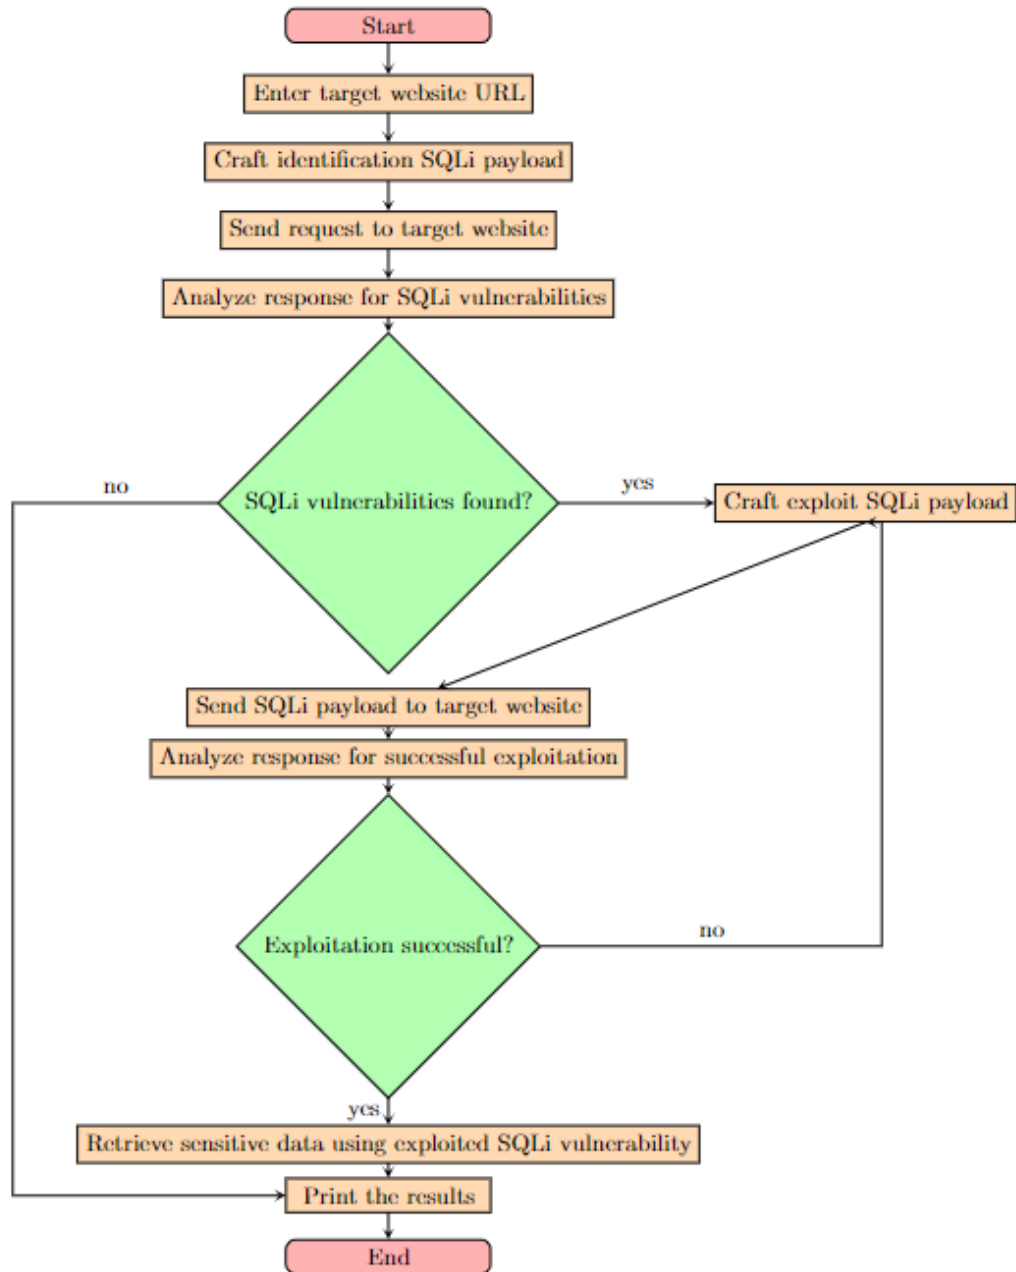 Start
Enter target website URL
Craft identification SQLi payload
Send request to target website
Analyze response for SQLi vulnerabilities
no
SQLi vulnerabilities found?
yes
Craft exploit SQLi payload
Send SQLi payload to target website
Analyze response for successful exploitation
Exploitation successful?
no
yes
Retrieve sensitive data using exploited SQLi vulnerability
Print the results
End